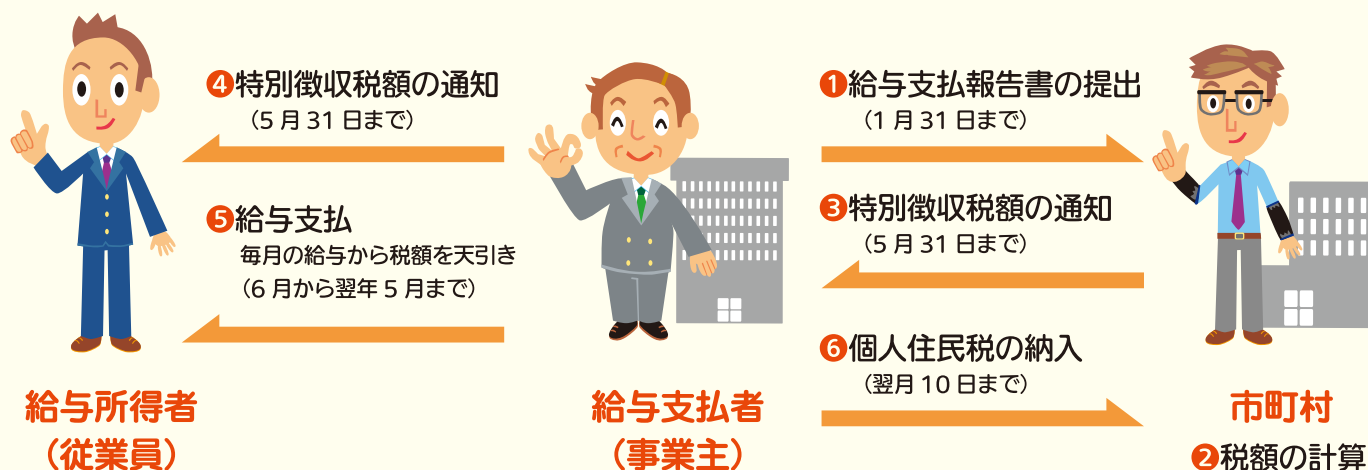 ❹特別徴収税額の通知
（5月31日まで）
❺給与支払
毎月の給与から税額を天引き
（6月から翌年5月まで）
給与所得者
（従業員）
給与支払者
（事業主）
❶給与支払報告書の提出
（1月31日まで）
❸特別徴収税額の通知
（5月31日まで）
❻個人住民税の納入
（翌月10日まで）
市町村
❷税額の計算